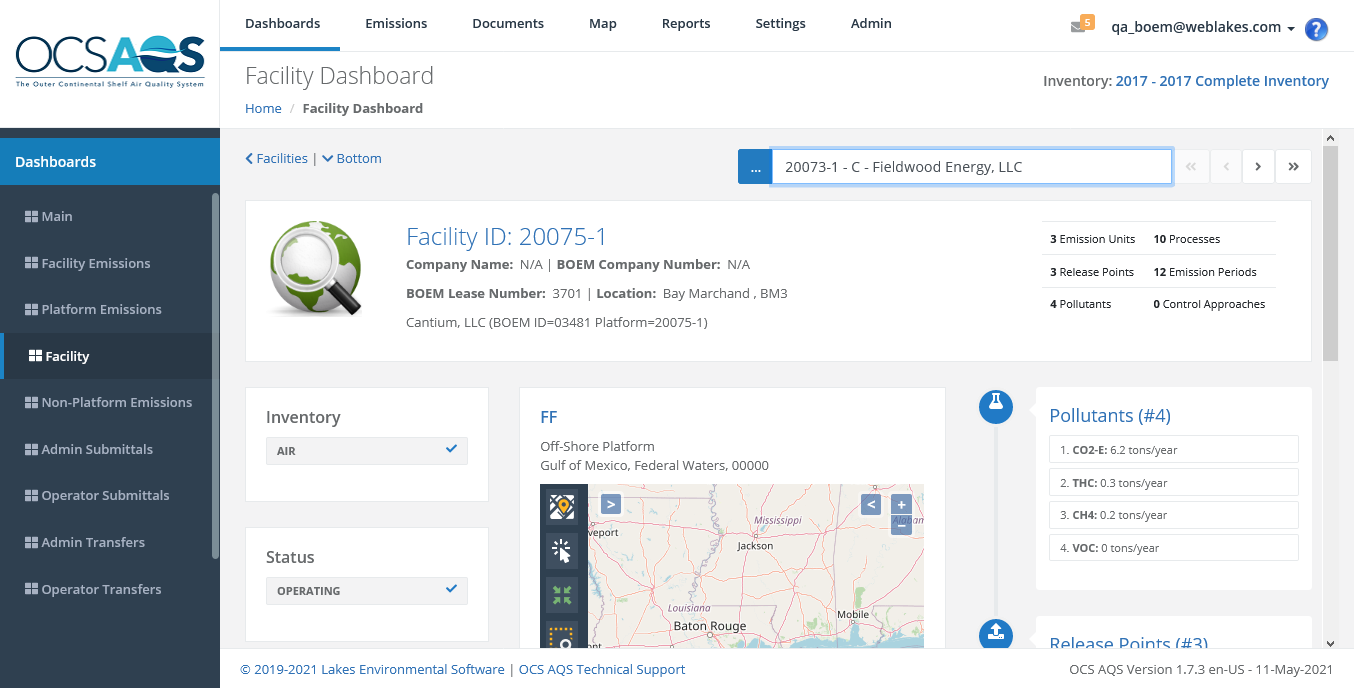 OCSAQS
The Outer Continental Shelf Air Quality System
Dashboards Emissions Documents Map Reports Settings Admin
5 qa_boem@weblakes.com ?
Facility Dashboard
Home / Facility Dashboard
Inventory: 2017 - 2017 Complete Inventory
Dashboards
Main
Facility Emissions
Platform Emissions
Facility
Non-Platform Emissions
Admin Submittals
Operator Submittals
Admin Transfers
Operator Transfers
Facilities | Bottom
... 20073-1 - C - Fieldwood Energy, LLC « ‹ › »
Facility ID: 20075-1
Company Name: N/A | BOEM Company Number: N/A
BOEM Lease Number: 3701 | Location: Bay Marchand , BM3
Cantium, LLC (BOEM ID=03481 Platform=20075-1)
3 Emission Units 10 Processes
3 Release Points 12 Emission Periods
4 Pollutants 0 Control Approaches
Inventory
AIR
Status
OPERATING
FF
Off-Shore Platform
Gulf of Mexico, Federal Waters, 00000
> < +
−
Mississippi
Alabam
veport
Jackson
Louisiana
Mobile
Baton Rouge
ont
Pollutants (#4)
1. CO2-E: 6.2 tons/year
2. THC: 0.3 tons/year
3. CH4: 0.2 tons/year
4. VOC: 0 tons/year
Release Points (#3)
© 2019-2021 Lakes Environmental Software | OCS AQS Technical Support
OCS AQS Version 1.7.3 en-US - 11-May-2021